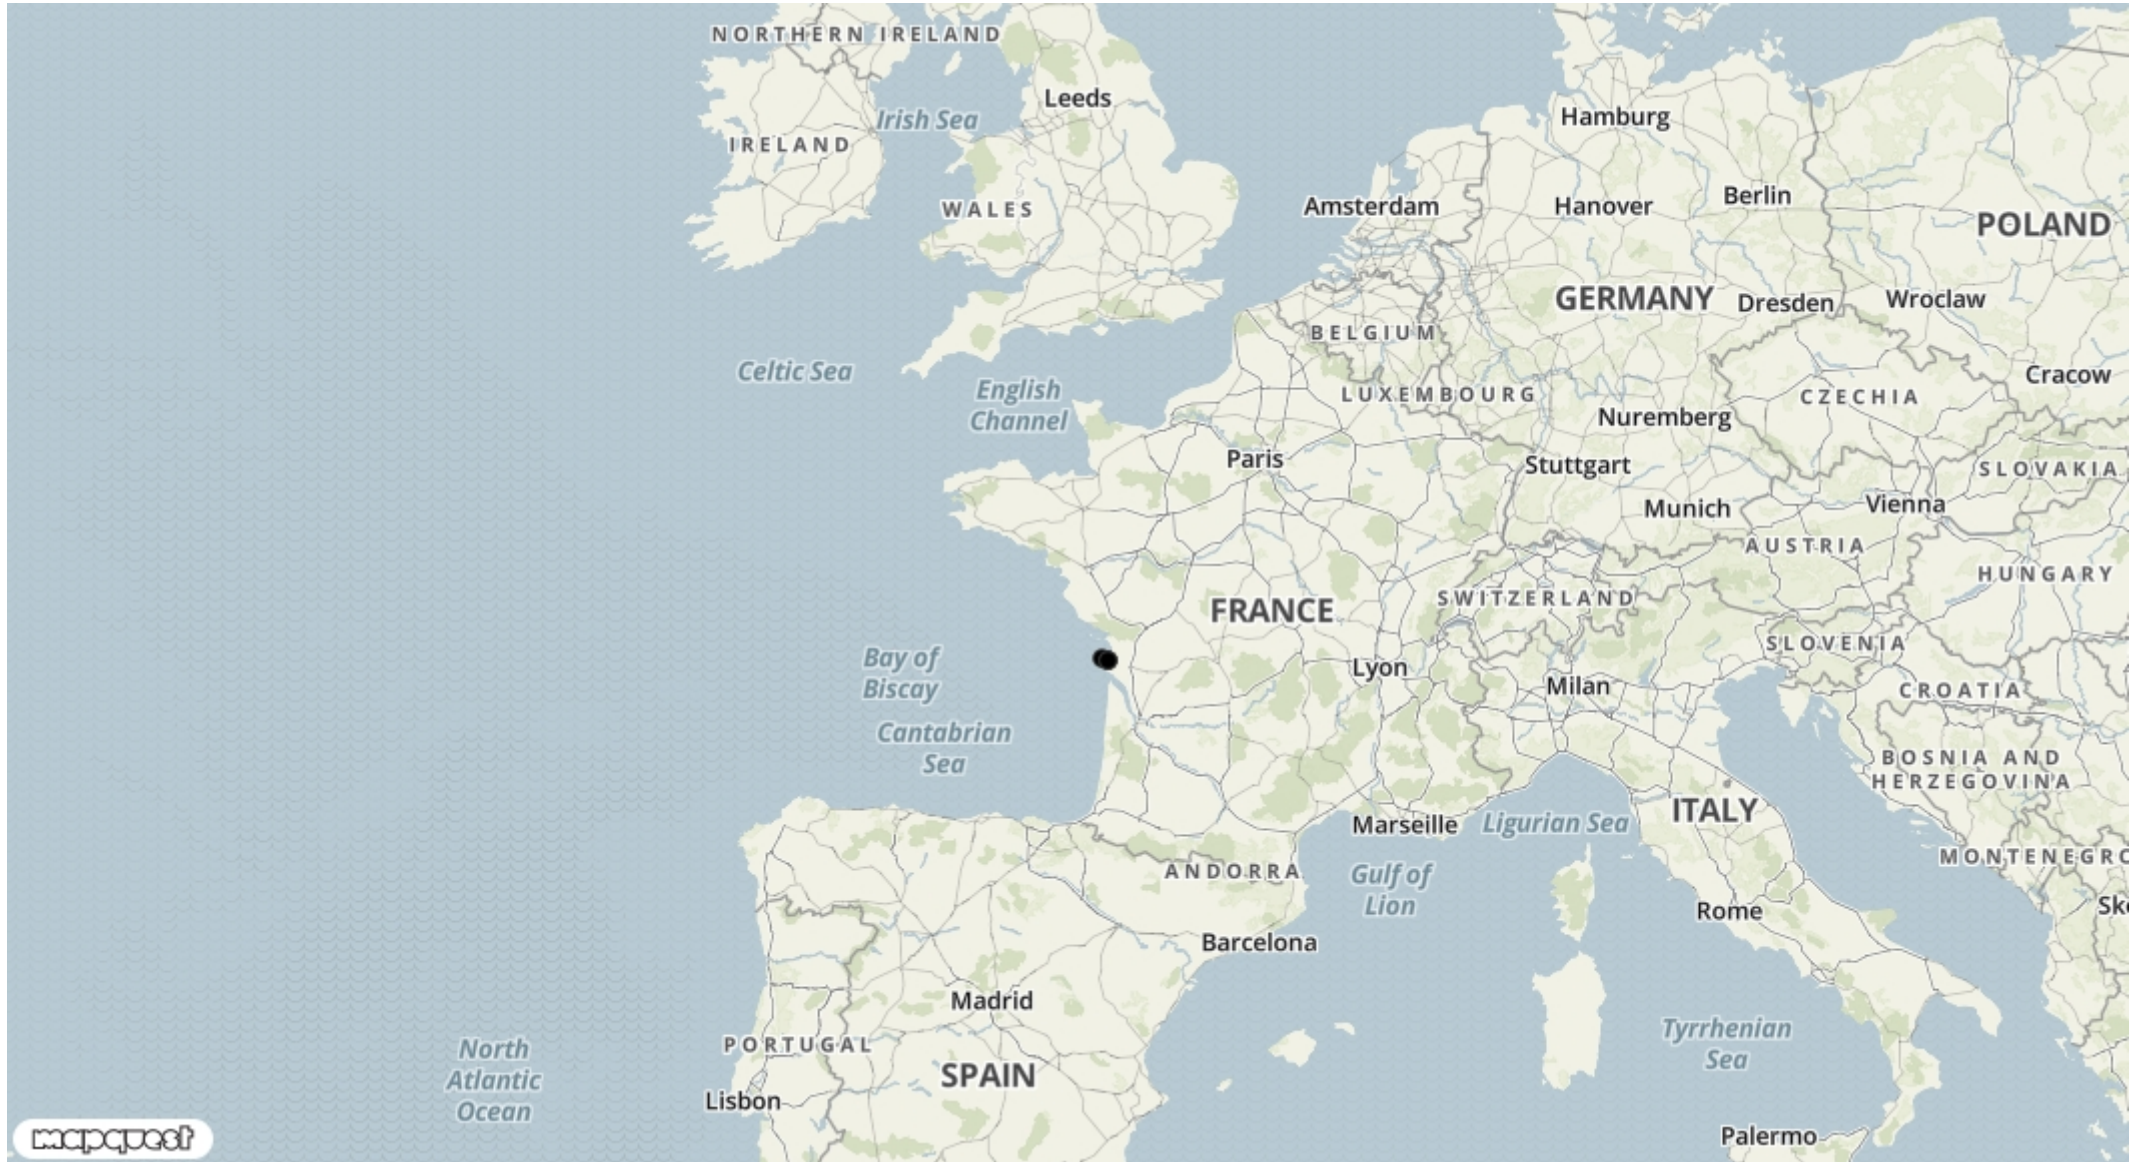 NORTHERN IRELAND
Leeds
Hamburg
Irish Sea
IRELAND
Amsterdam
Hanover
Berlin
WALES
POLAND
GERMANY
Dresden
Wroclaw
BELGIUM
Celtic Sea
English
Channel
LUXEMBOURG
Cracow
CZECHIA
Nuremberg
Paris
Stuttgart
SLOVAKIA
Munich
Vienna
AUSTRIA
HUNGARY
SWITZERLAND
FRANCE
SLOVENIA
Bay of
Biscay
Lyon
Milan
CROATIA
Cantabrian
Sea
BOSNIA AND
HERZEGOVINA
ITALY
Marseille
Ligurian Sea
MONTENEGRO
ANDORRA
Gulf of
Lion
Rome
Sk
Barcelona
Madrid
Tyrrhenian
Sea
PORTUGAL
North
Atlantic
Ocean
SPAIN
Lisbon
Palermo
mapquest